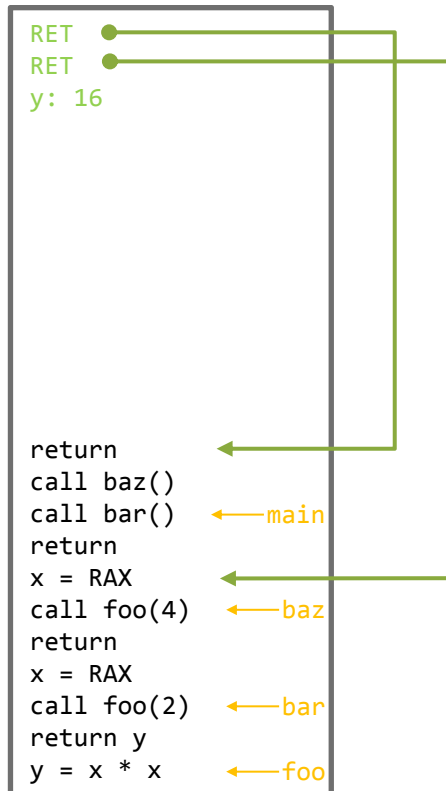 RET
RET
y: 16
return
call baz()
call bar() main
return
x = RAX
call foo(4) baz
return
x = RAX
call foo(2) bar
return y
y = x * x foo